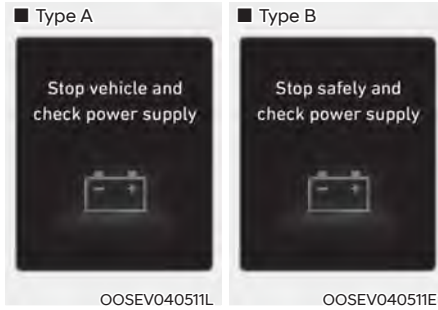 ■ Type A
Stop vehicle and
check power supply
- +
OOSEV040511L
■ Type B
Stop safely and
check power supply
- +
OOSEV040511E